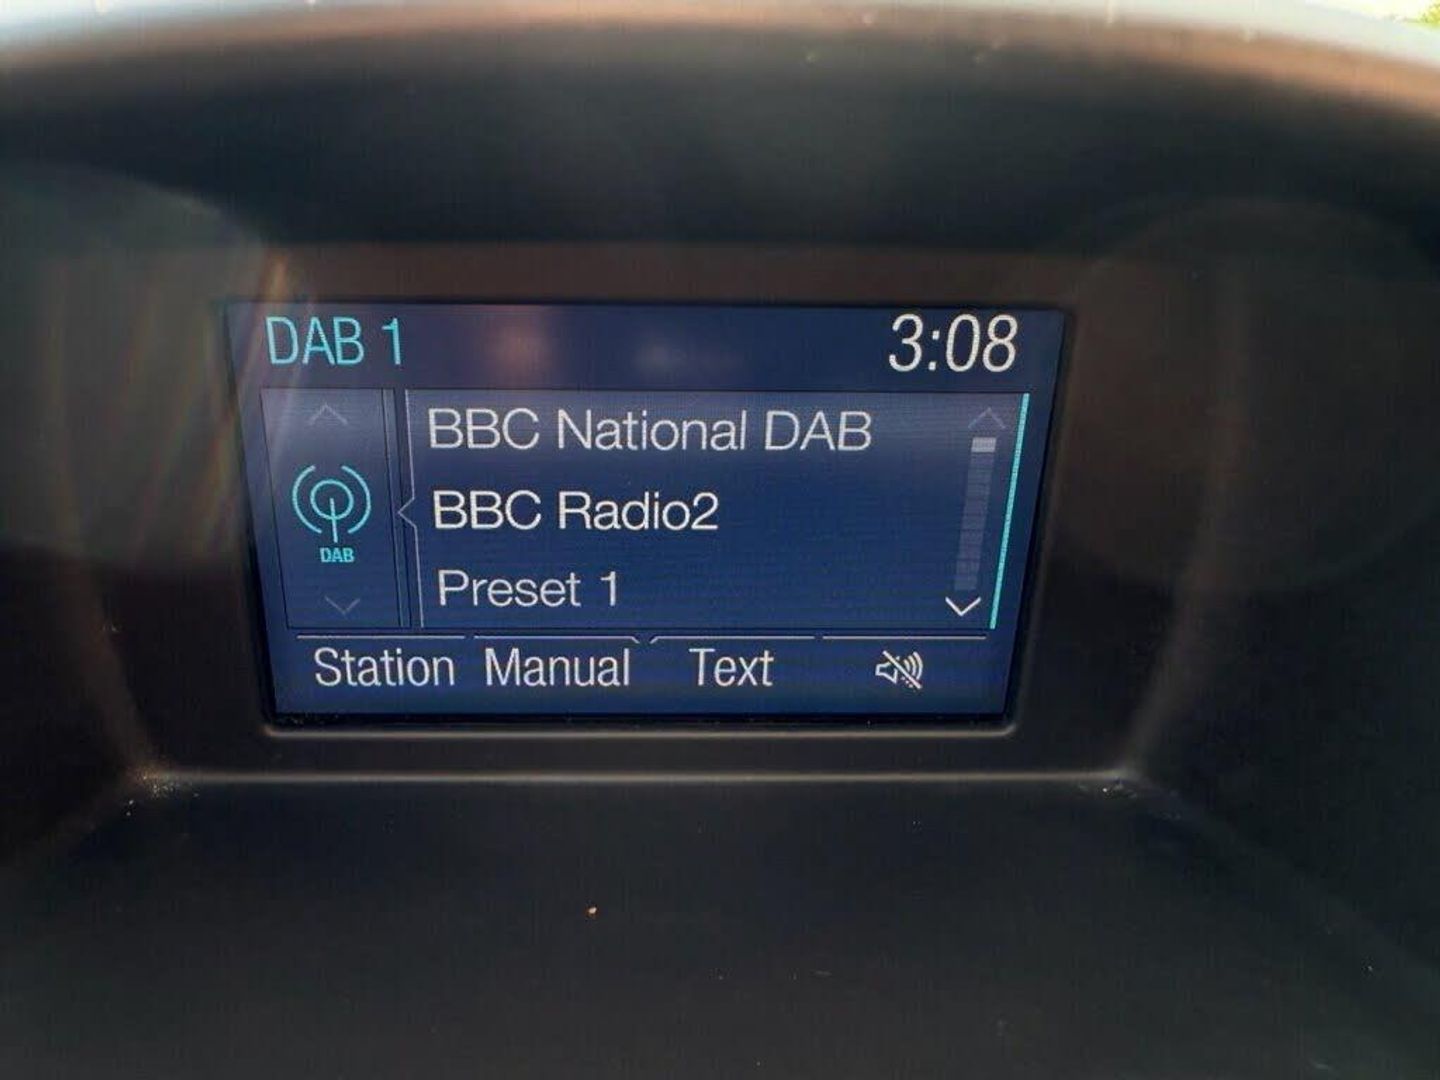 DAB 1 3:08
BBC National DAB
BBC Radio2
DAB
Preset 1
Station Manual Text